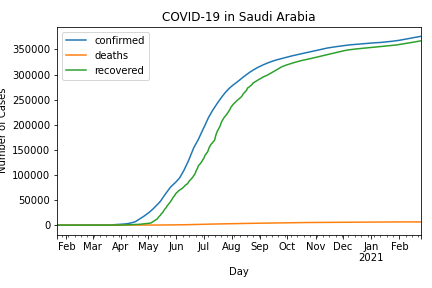 COVID-19 in Saudi Arabia
confirmed
deaths
recovered
350000
300000
250000
200000
150000
100000
50000
0
Number of Cases
Feb Mar Apr May Jun Jul Aug Sep Oct Nov Dec Jan Feb
2021
Day